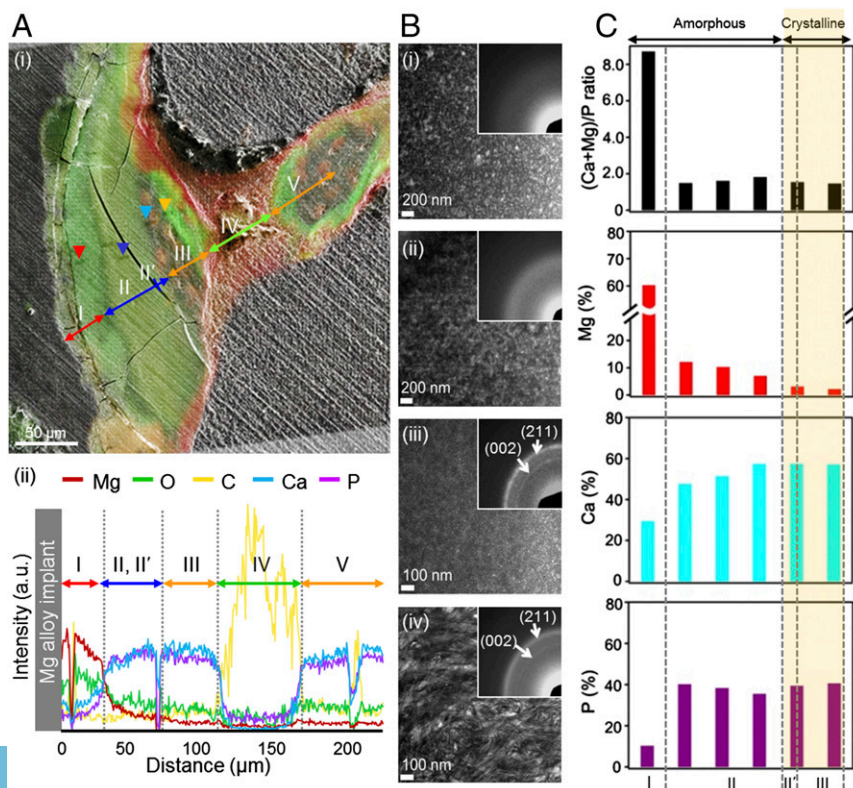 A
(i)
I
II
II'
III
IV
V
50 μm
(ii)
Mg O C Ca P
Mg alloy implant
Intensity (a.u.)
I II, II′ III IV V
0 50 100 150 200
Distance (μm)
B
(i)
200 nm
(ii)
200 nm
(iii)
(002)
(211)
100 nm
(iv)
(002)
(211)
100 nm
C
Amorphous Crystalline
(Ca+Mg)/P ratio
8.0
6.0
4.0
2.0
0
Mg (%)
60
40
20
10
0
Ca (%)
80
60
40
20
0
P (%)
80
60
40
20
0
I II II′ III